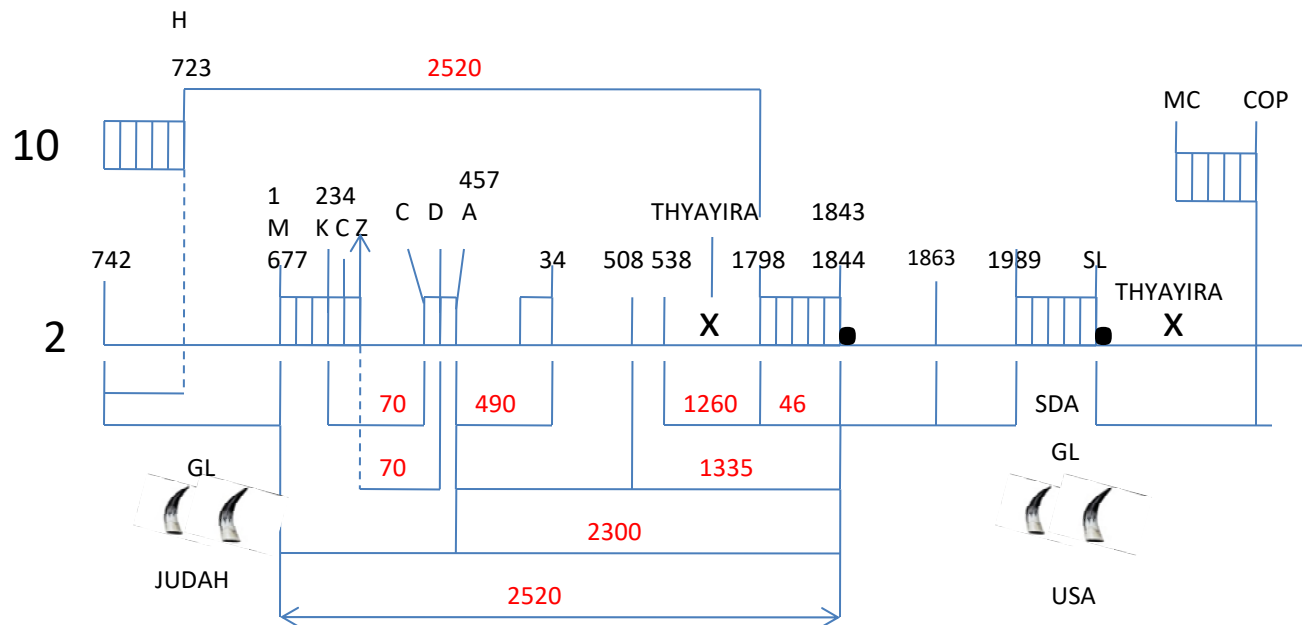 H
723 2520
MC COP
10
1 234 457
M K C Z C D A THYAYIRA 1843
742 677 34 508 538 1798 1844 1863 1989 SL
THYAYIRA
2 X X
70 490 1260 46 SDA
GL 70 1335 GL
2300
JUDAH 2520 USA